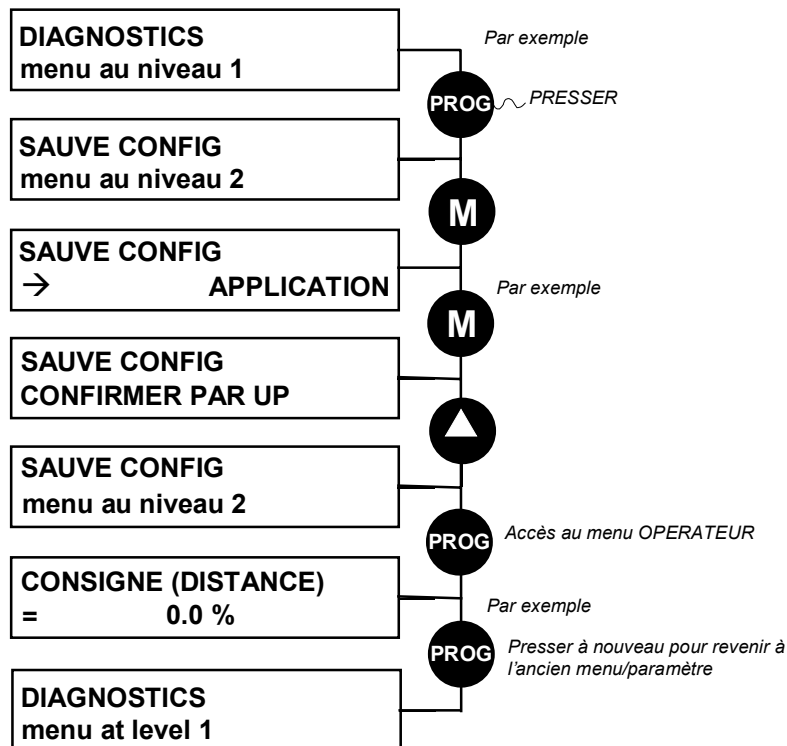 DIAGNOSTICS
menu au niveau 1
Par exemple
PROG
PRESSER
SAUVE CONFIG
menu au niveau 2
M
SAUVE CONFIG
→ APPLICATION
Par exemple
M
SAUVE CONFIG
CONFIRMER PAR UP
SAUVE CONFIG
menu au niveau 2
PROG
Accès au menu OPERATEUR
CONSIGNE (DISTANCE)
= 0.0 %
Par exemple
PROG
Presser à nouveau pour revenir à
l'ancien menu/paramètre
DIAGNOSTICS
menu at level 1